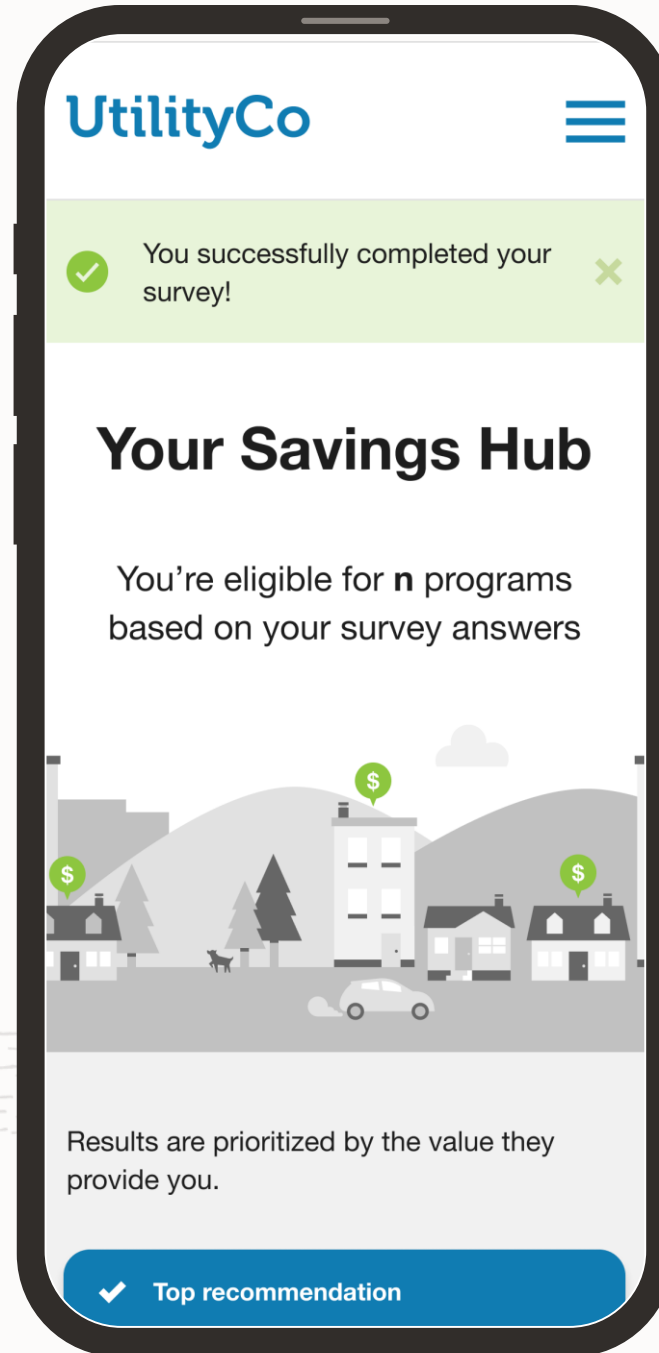 UtilityCo
You successfully completed your
survey!
Your Savings Hub
You’re eligible for n programs
based on your survey answers
$
$
$
Results are prioritized by the value they
provide you.
Top recommendation